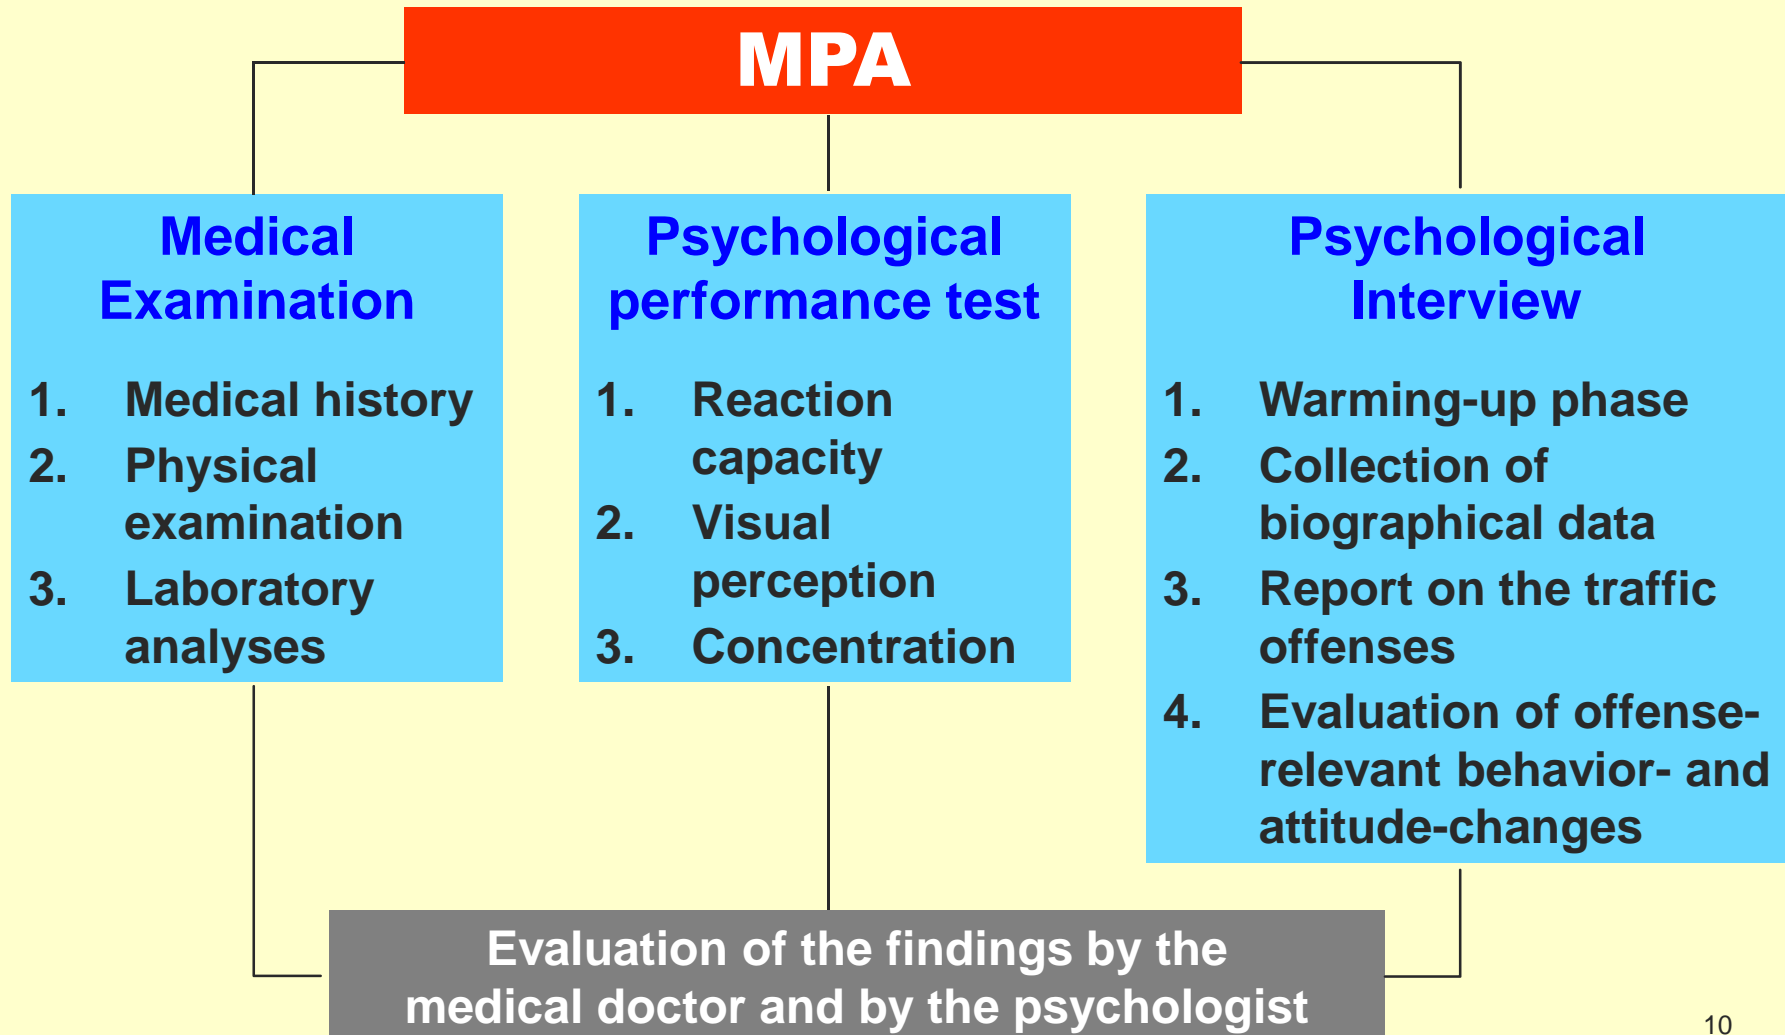 MPA
Medical
Examination
1. Medical history
2. Physical
examination
3. Laboratory
analyses
Psychological
performance test
1. Reaction
capacity
2. Visual
perception
3. Concentration
Psychological
Interview
1. Warming-up phase
2. Collection of
biographical data
3. Report on the traffic
offenses
4. Evaluation of offense-
relevant behavior- and
attitude-changes
Evaluation of the findings by the
medical doctor and by the psychologist
10